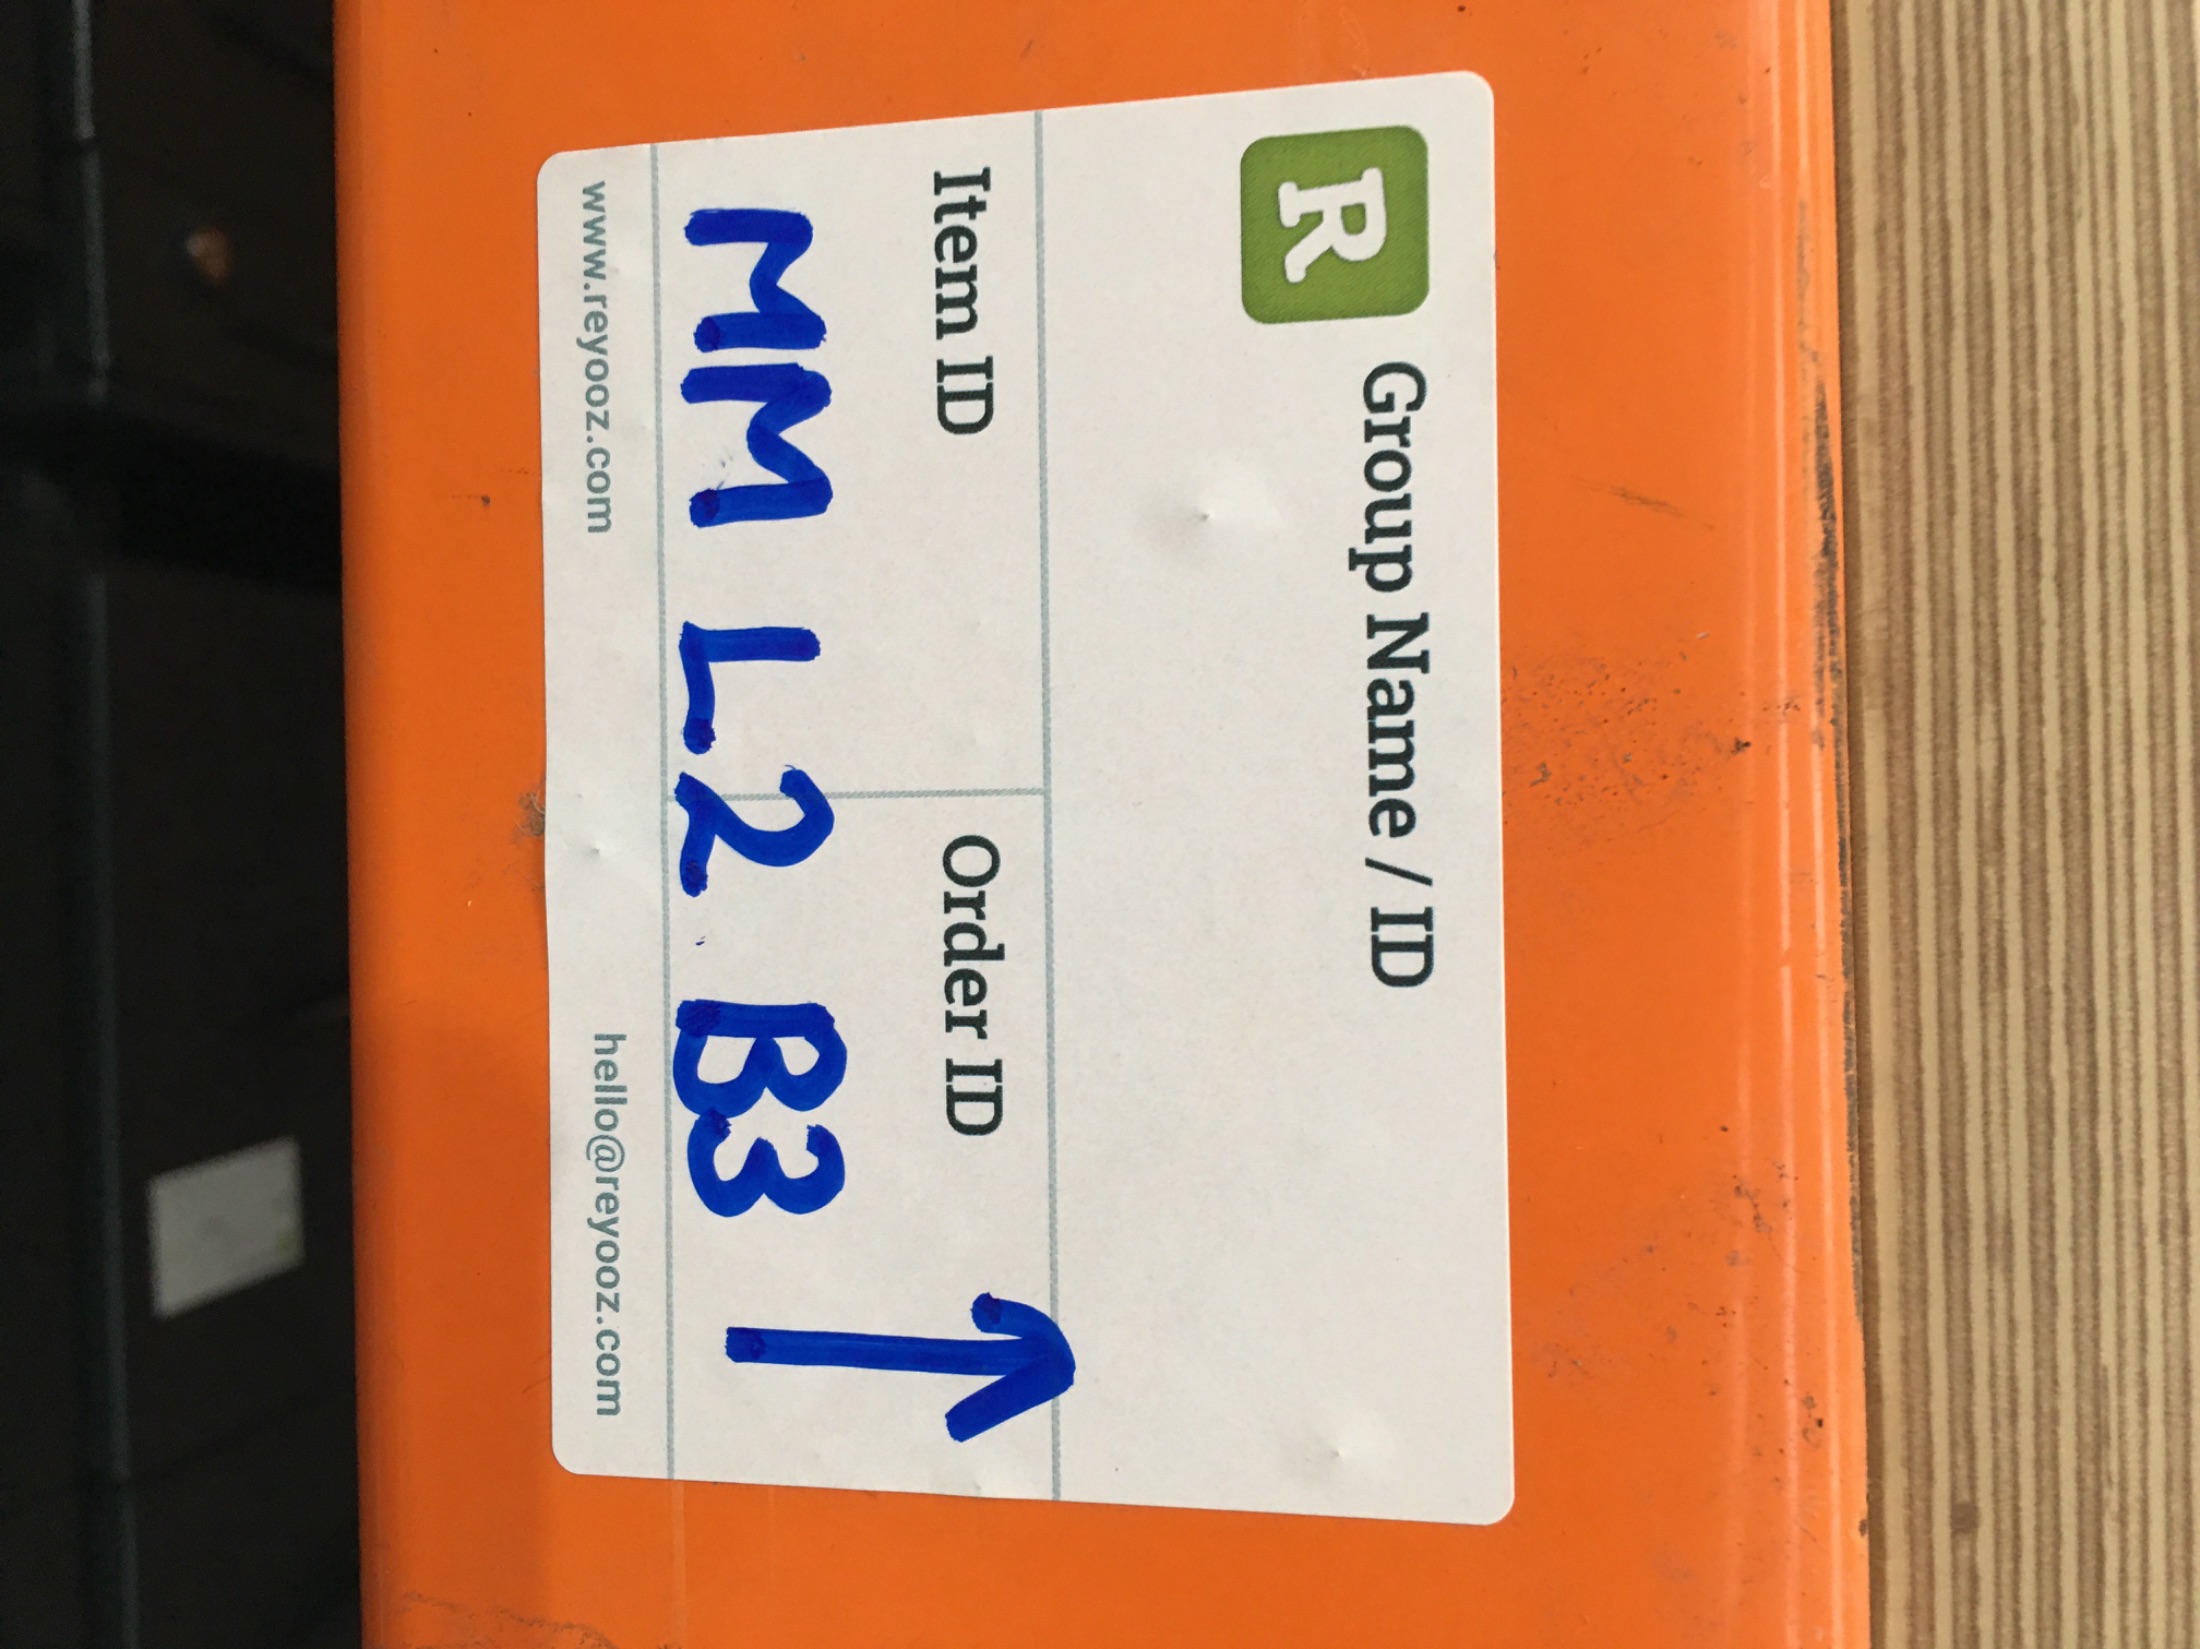 R Group Name / ID
Item ID Order ID
MM L2 B3 ↑
www.reyooz.com hello@reyooz.com